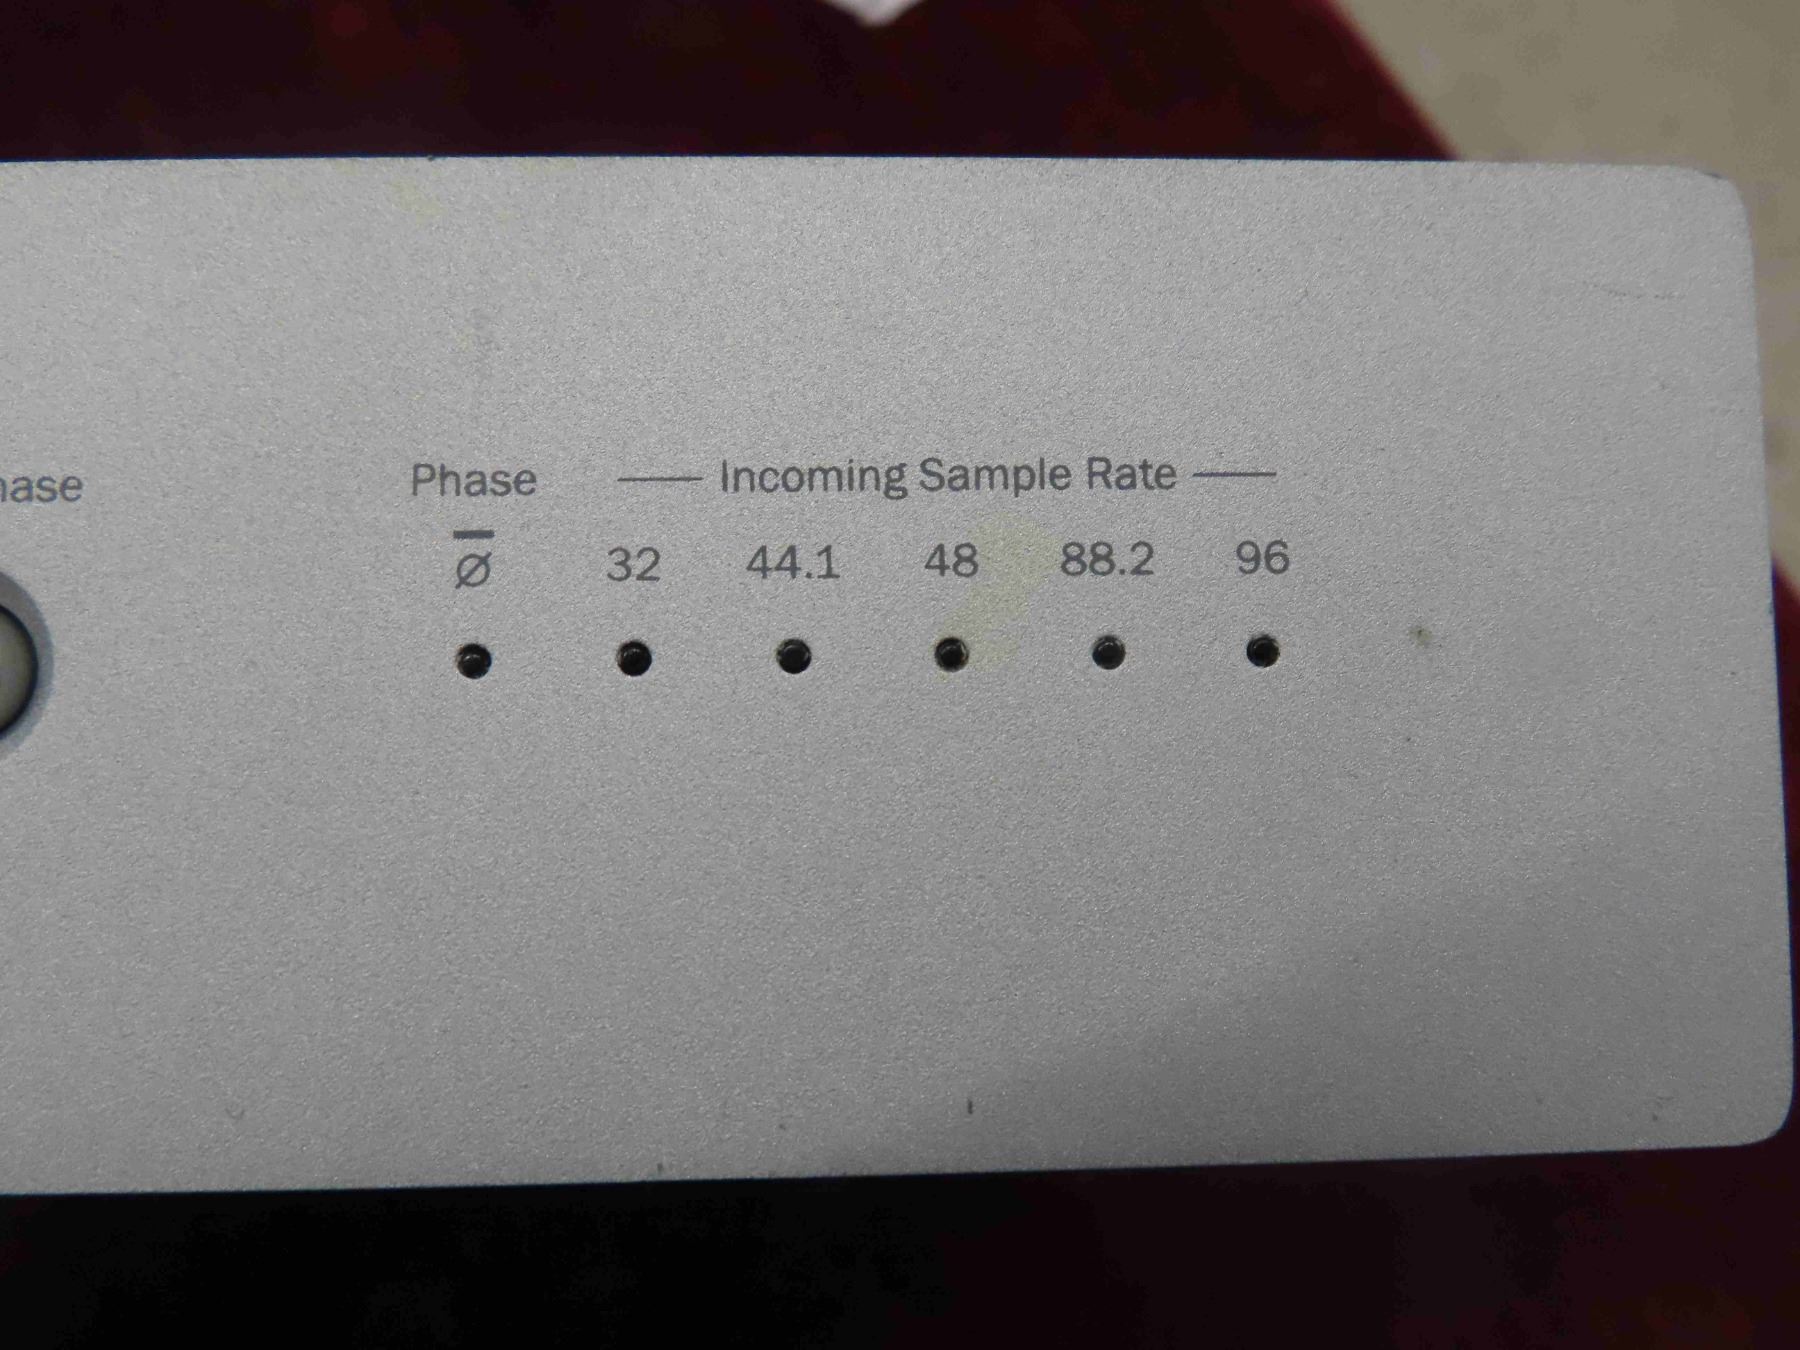 hase
Phase — Incoming Sample Rate —
Ø̅ 32 44.1 48 88.2 96